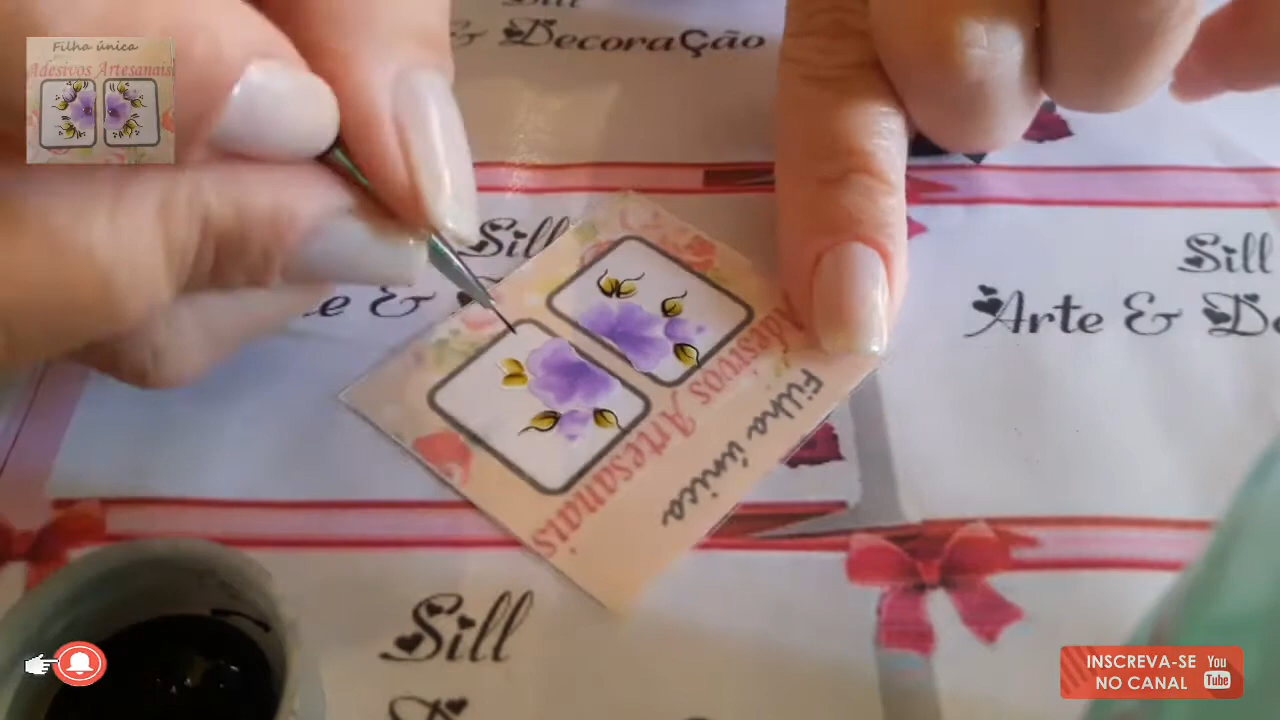 Filha única
Adesivos Artesanais
Sill
& Decoração
Sill
Arte & De
Sill
e &
Adesivos Artesanais
Filha única
Sill
INSCREVA-SE
NO CANAL
You
Tube